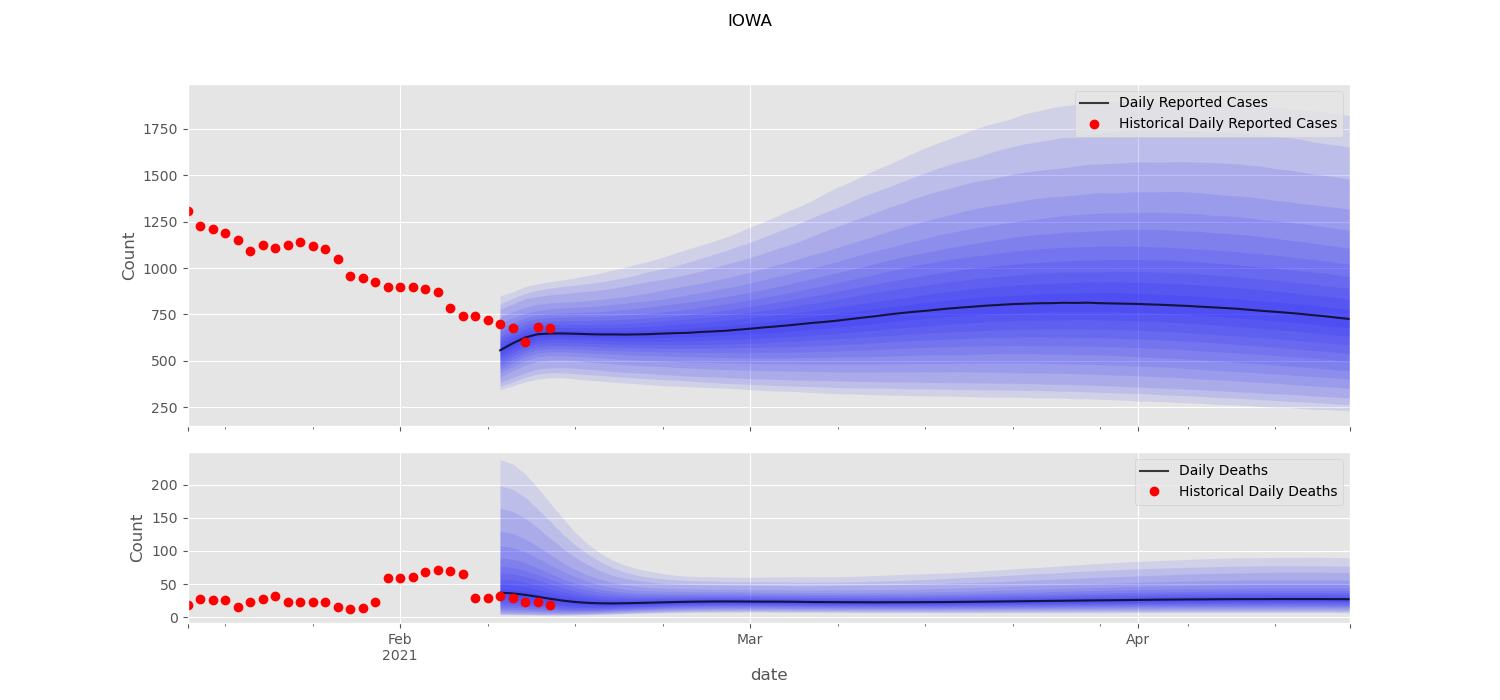 IOWA
Count
1750
1500
1250
1000
750
500
250
Daily Reported Cases
Historical Daily Reported Cases
Count
200
150
100
50
0
Daily Deaths
Historical Daily Deaths
Feb
2021
Mar
Apr
date